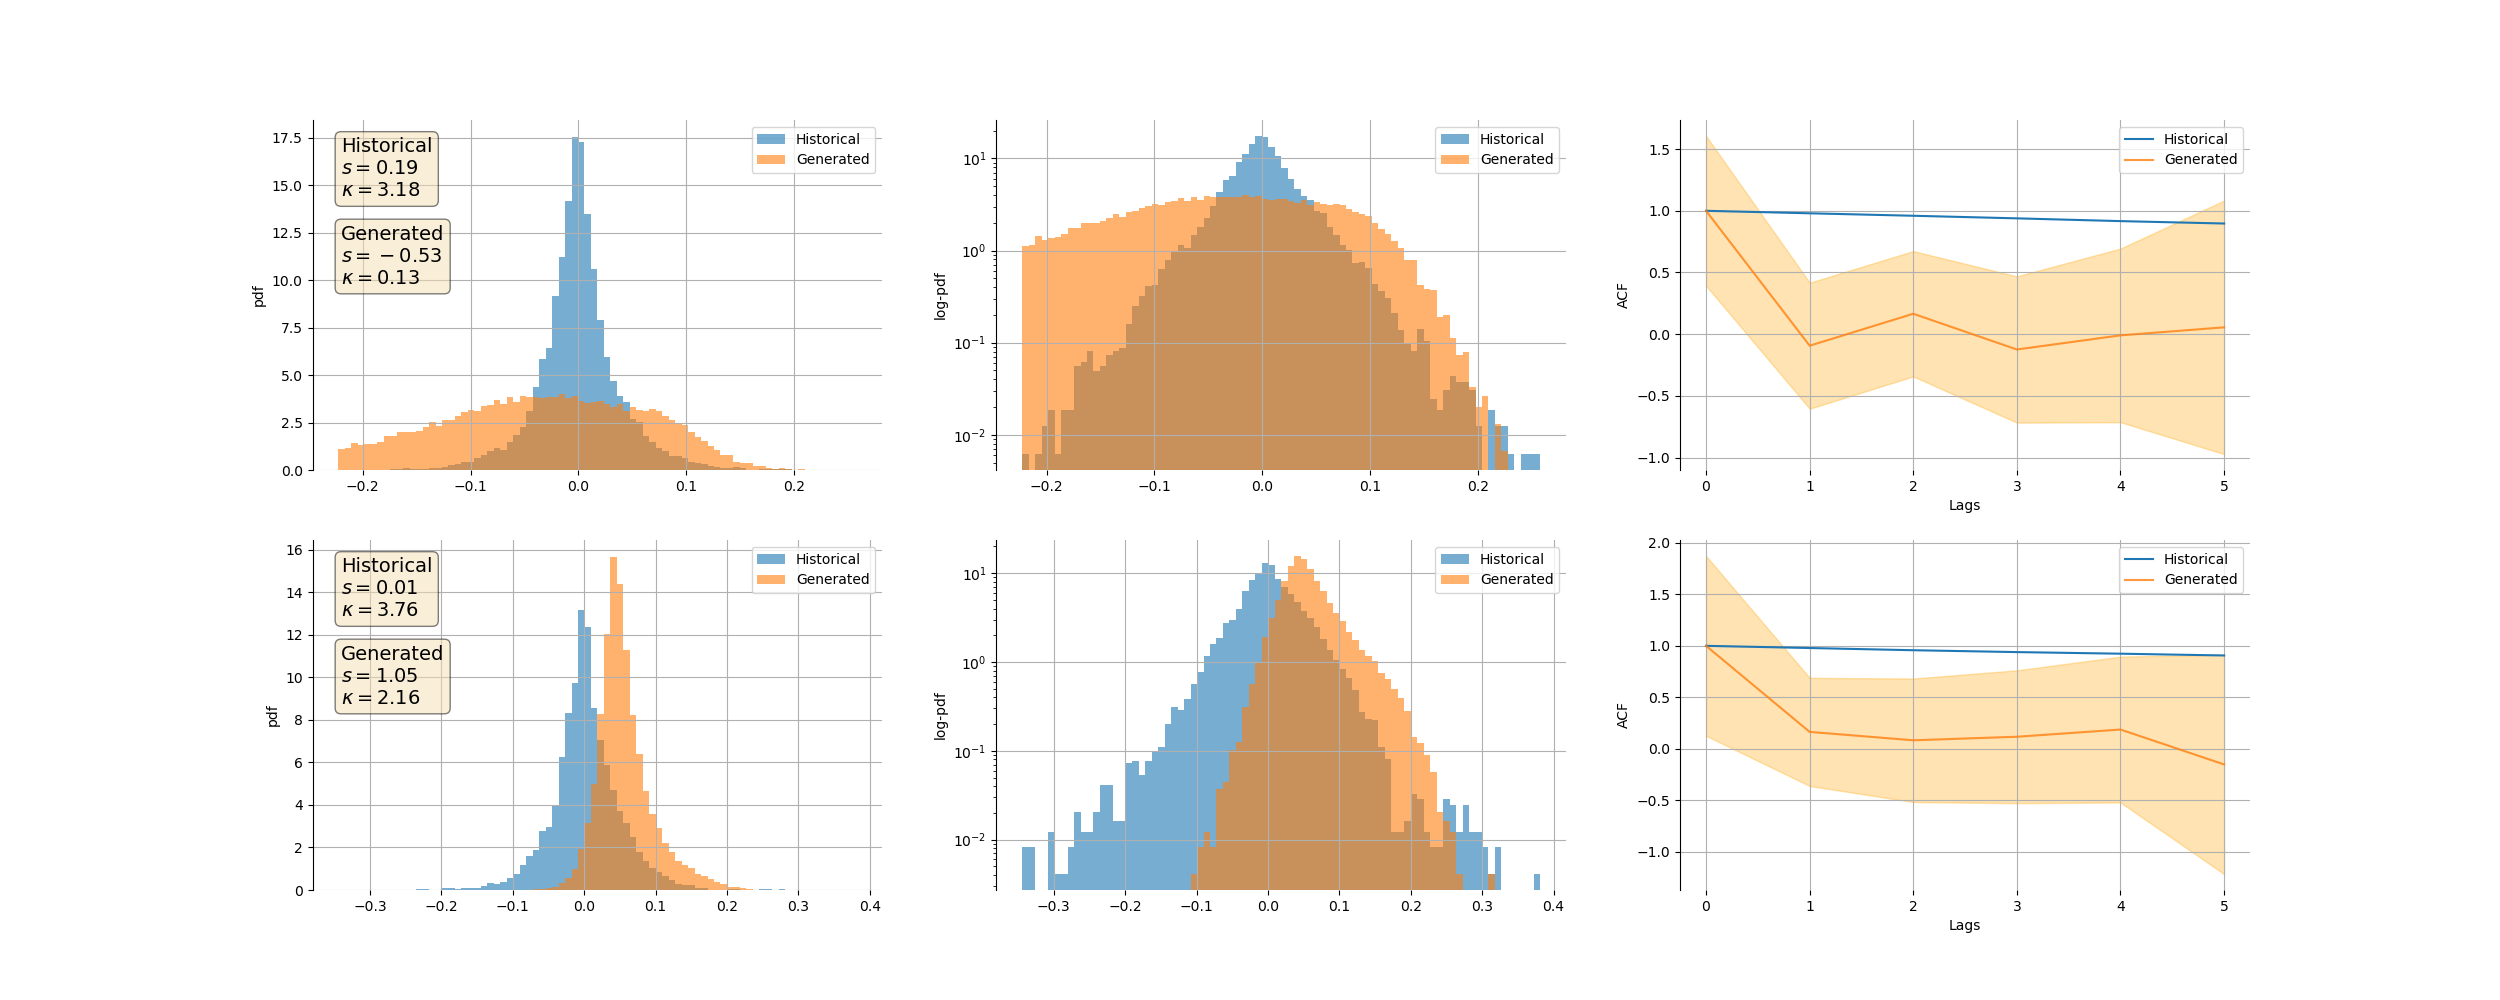 17.5
15.0
12.5
10.0
7.5
5.0
2.5
0.0
pdf
Historical
s = 0.19
κ = 3.18
Generated
s = −0.53
κ = 0.13
Historical
Generated
−0.2
−0.1
0.0
0.1
0.2
10¹
10⁰
10⁻¹
10⁻²
log-pdf
Historical
Generated
−0.2
−0.1
0.0
0.1
0.2
1.5
1.0
0.5
0.0
−0.5
−1.0
ACF
Historical
Generated
0
1
2
3
4
5
Lags
16
14
12
10
8
6
4
2
0
pdf
Historical
s = 0.01
κ = 3.76
Generated
s = 1.05
κ = 2.16
Historical
Generated
−0.3
−0.2
−0.1
0.0
0.1
0.2
0.3
0.4
10¹
10⁰
10⁻¹
10⁻²
log-pdf
Historical
Generated
−0.3
−0.2
−0.1
0.0
0.1
0.2
0.3
0.4
2.0
1.5
1.0
0.5
0.0
−0.5
−1.0
ACF
Historical
Generated
0
1
2
3
4
5
Lags